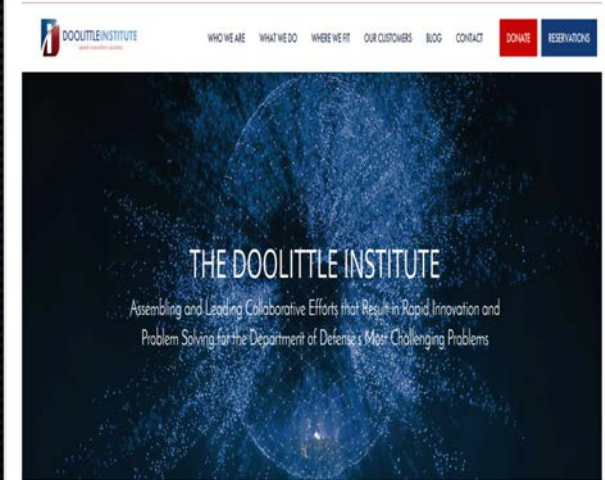 DOOLITTLEINSTITUTE
WHO WE ARE WHAT WE DO WHERE WE FIT OUR CUSTOMERS BLOG CONTACT DONATE RESERVATIONS
THE DOOLITTLE INSTITUTE
Assembling and Leading Collaborative Efforts that Result in Rapid Innovation and
Problem Solving for the Department of Defense's Most Challenging Problems